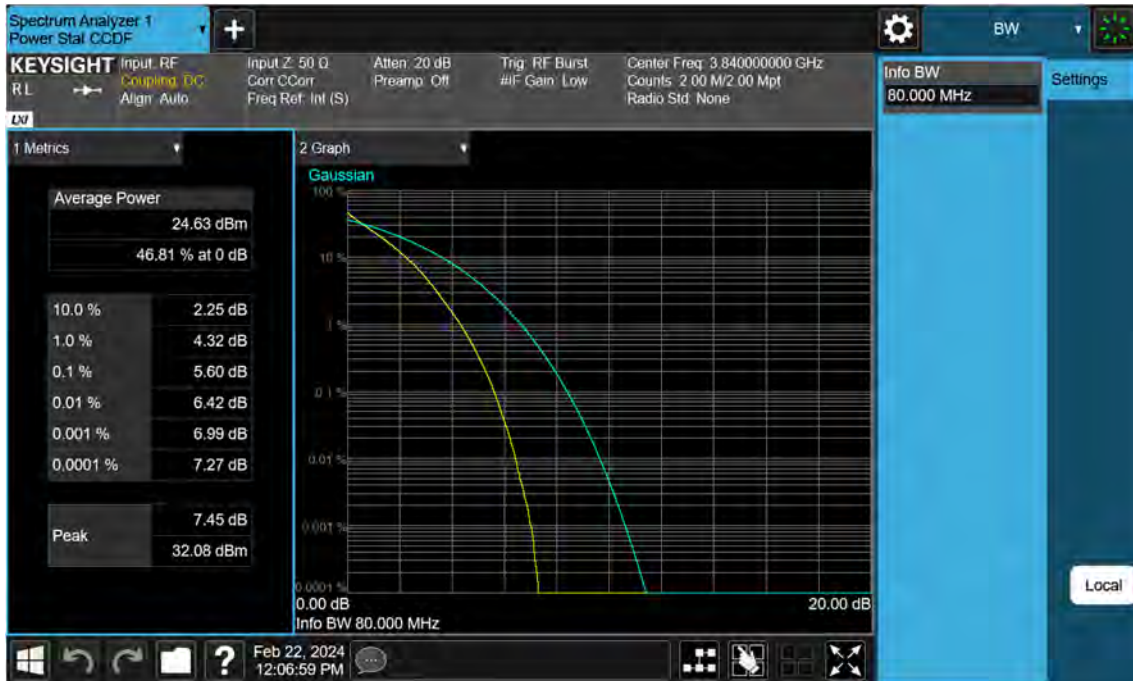 Spectrum Analyzer 1
Power Stat CCDF
+
BW
KEYSIGHT
RL
LXI
Input: RF
Coupling: DC
Align: Auto
Input Z: 50 Ω
Corr CCorr
Freq Ref: Int (S)
Atten: 20 dB
Preamp: Off
Trig: RF Burst
#IF Gain: Low
Center Freq: 3.840000000 GHz
Counts: 2.00 M/2.00 Mpt
Radio Std: None
Info BW
80.000 MHz
Settings
1 Metrics
Average Power
24.63 dBm
46.81 % at 0 dB
10.0 % 2.25 dB
1.0 % 4.32 dB
0.1 % 5.60 dB
0.01 % 6.42 dB
0.001 % 6.99 dB
0.0001 % 7.27 dB
Peak
7.45 dB
32.08 dBm
2 Graph
Gaussian
100 %
10 %
1 %
0.1 %
0.01 %
0.001 %
0.0001 %
0.00 dB 20.00 dB
Info BW 80.000 MHz
Local
?
Feb 22, 2024
12:06:59 PM